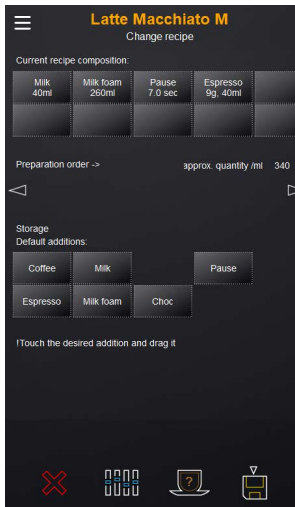 Latte Macchiato M
Change recipe
Current recipe composition:
Milk
40ml
Milk foam
260ml
Pause
7.0 sec
Espresso
9g, 40ml
Preparation order ->
approx. quantity /ml 340
Storage
Default additions:
Coffee
Milk
Pause
Espresso
Milk foam
Choc
!Touch the desired addition and drag it
?